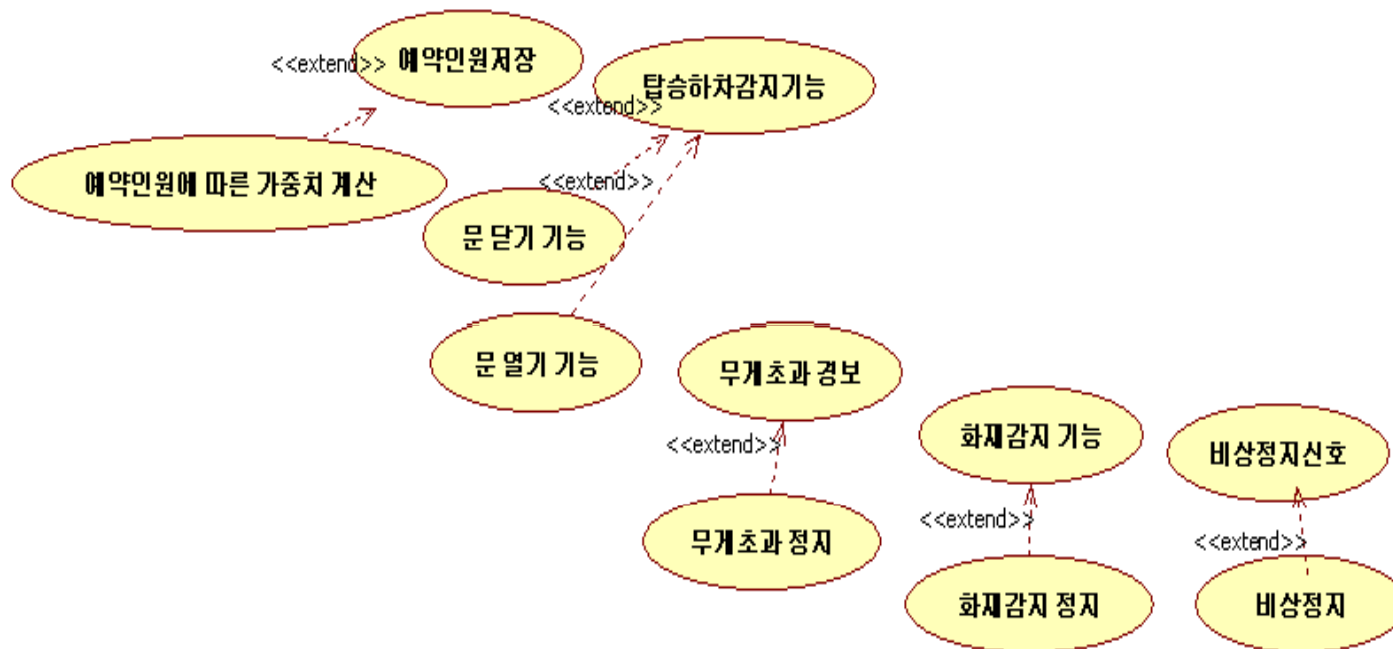 <<extend>>
예약인원저장
탑승하차감지기능
<<extend>>
예약인원에 따른 가중치 계산
<<extend>>
문 닫기 기능
문 열기 기능
무게초과 경보
<<extend>>
무게초과 정지
화재감지 기능
<<extend>>
화재감지 정지
비상정지신호
<<extend>>
비상정지